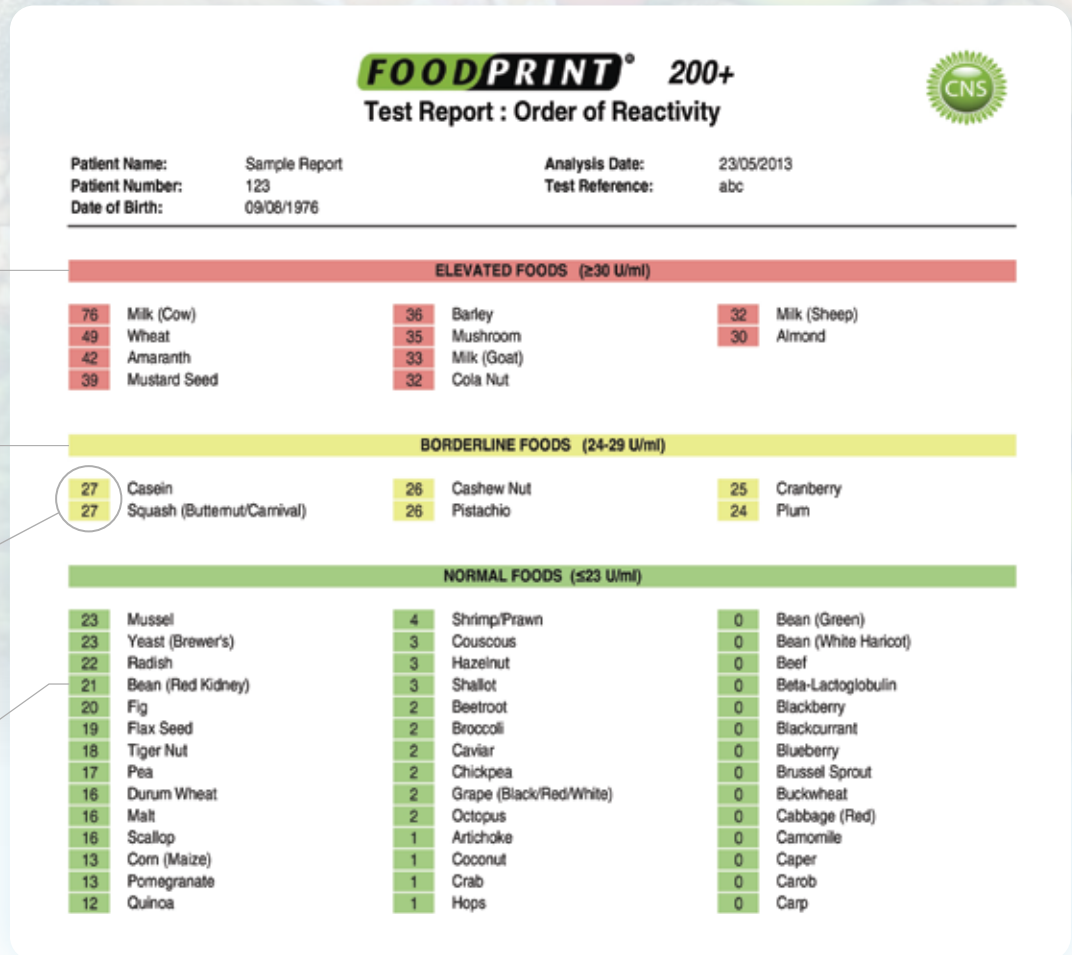 FOODPRINT® 200+
CNS
Test Report : Order of Reactivity
Patient Name: Sample Report Analysis Date: 23/05/2013
Patient Number: 123 Test Reference: abc
Date of Birth: 09/08/1976
ELEVATED FOODS (≥30 U/ml)
76 Milk (Cow) 36 Barley 32 Milk (Sheep)
49 Wheat 35 Mushroom 30 Almond
42 Amaranth 33 Milk (Goat)
39 Mustard Seed 32 Cola Nut
BORDERLINE FOODS (24-29 U/ml)
27 Casein 26 Cashew Nut 25 Cranberry
27 Squash (Butternut/Carnival) 26 Pistachio 24 Plum
NORMAL FOODS (≤23 U/ml)
23 Mussel 4 Shrimp/Prawn 0 Bean (Green)
23 Yeast (Brewer's) 3 Couscous 0 Bean (White Haricot)
22 Radish 3 Hazelnut 0 Beef
21 Bean (Red Kidney) 3 Shallot 0 Beta-Lactoglobulin
20 Fig 2 Beetroot 0 Blackberry
19 Flax Seed 2 Broccoli 0 Blackcurrant
18 Tiger Nut 2 Caviar 0 Blueberry
17 Pea 2 Chickpea 0 Brussel Sprout
16 Durum Wheat 2 Grape (Black/Red/White) 0 Buckwheat
16 Malt 2 Octopus 0 Cabbage (Red)
16 Scallop 1 Artichoke 0 Camomile
13 Corn (Maize) 1 Coconut 0 Caper
13 Pomegranate 1 Crab 0 Carob
12 Quinoa 1 Hops 0 Carp